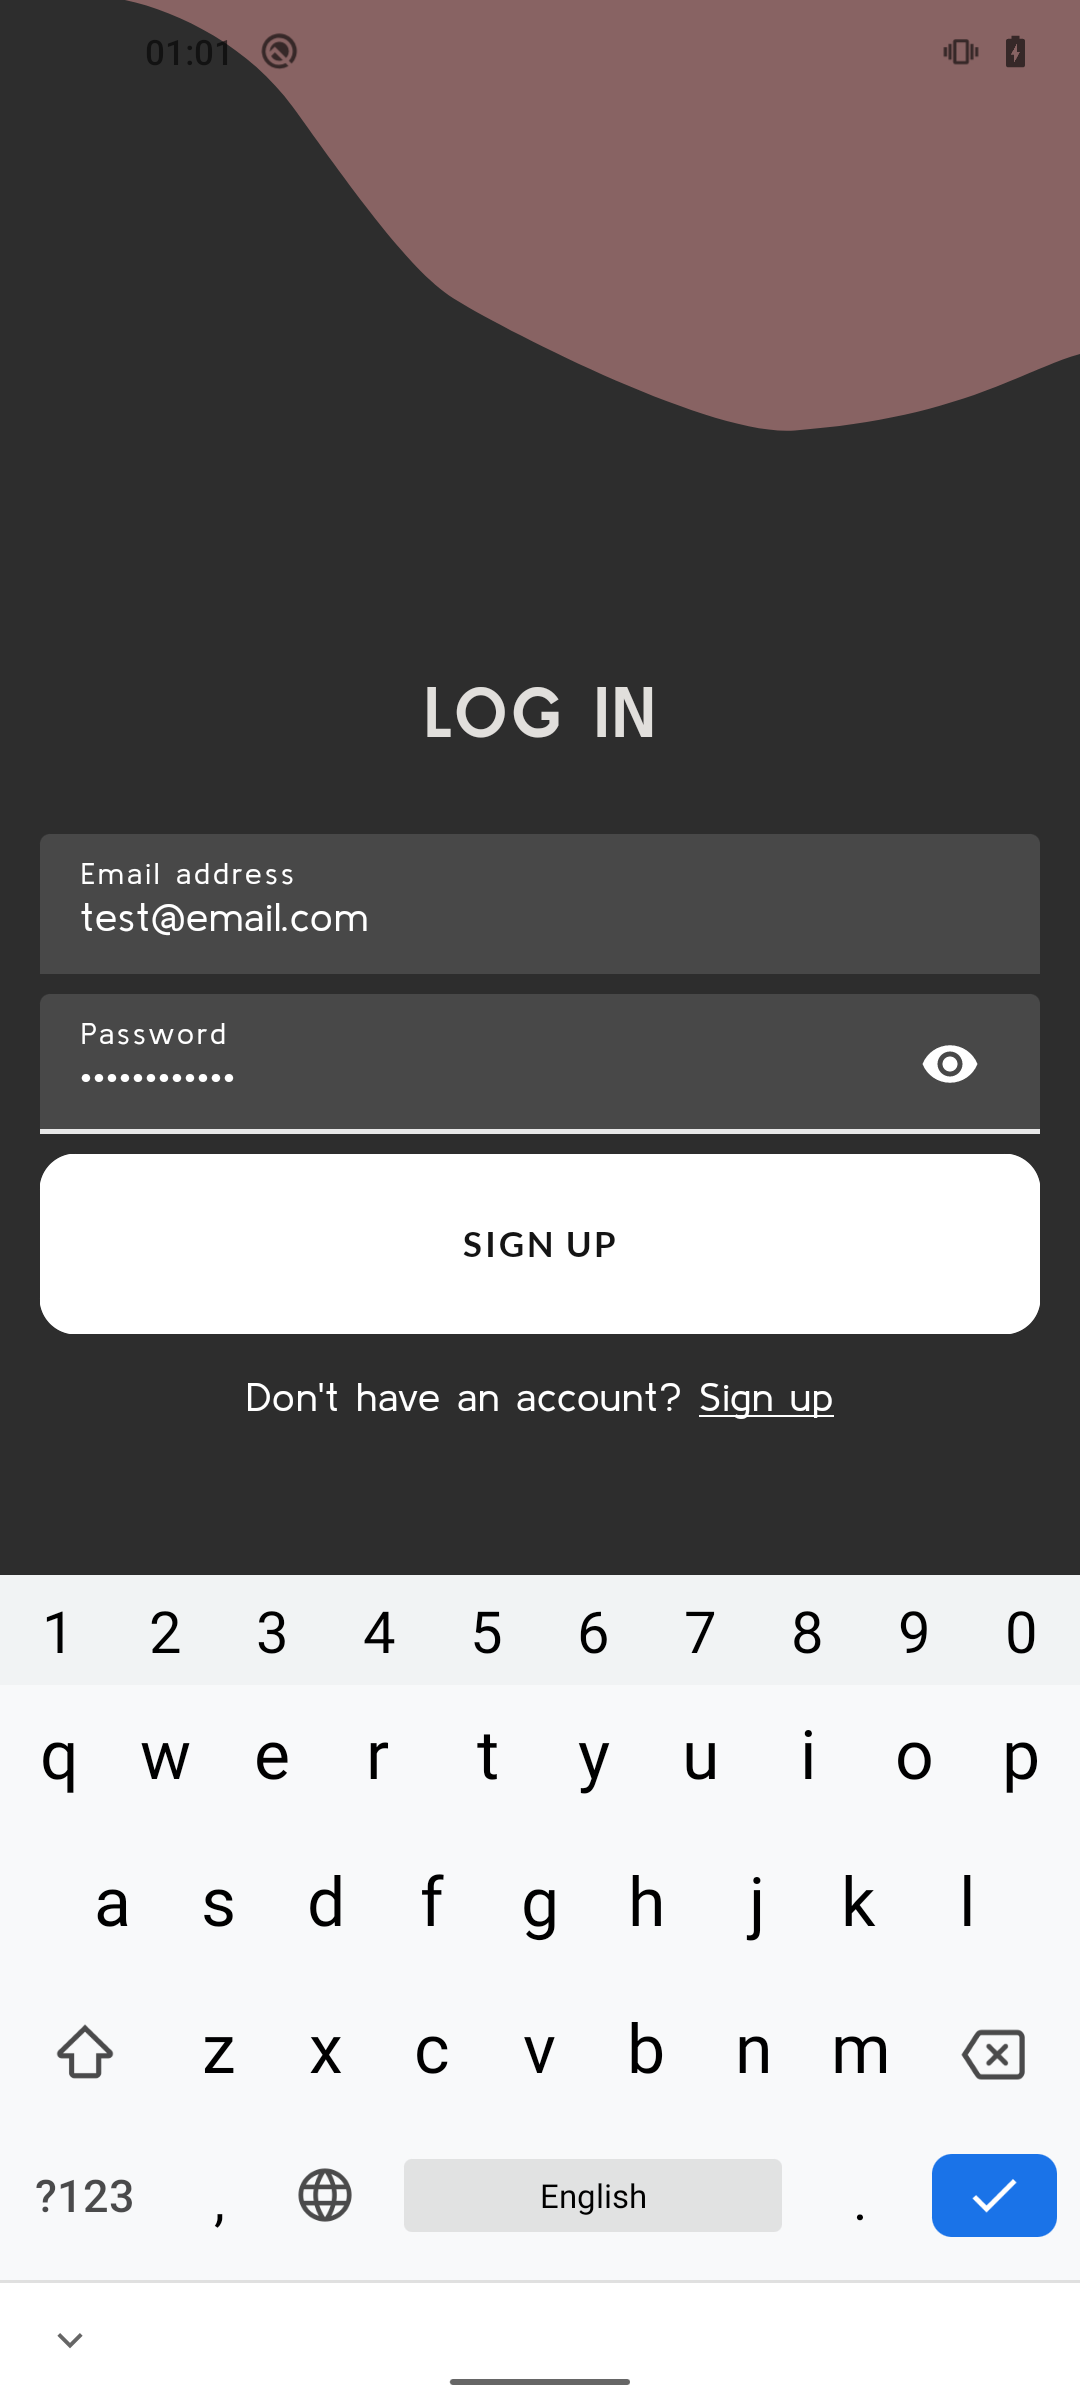 01:01
LOG IN
Email address
test@email.com
Password
••••••••••••
SIGN UP
Don't have an account? Sign up
1 2 3 4 5 6 7 8 9 0
q w e r t y u i o p
a s d f g h j k l
z x c v b n m
?123 , English .